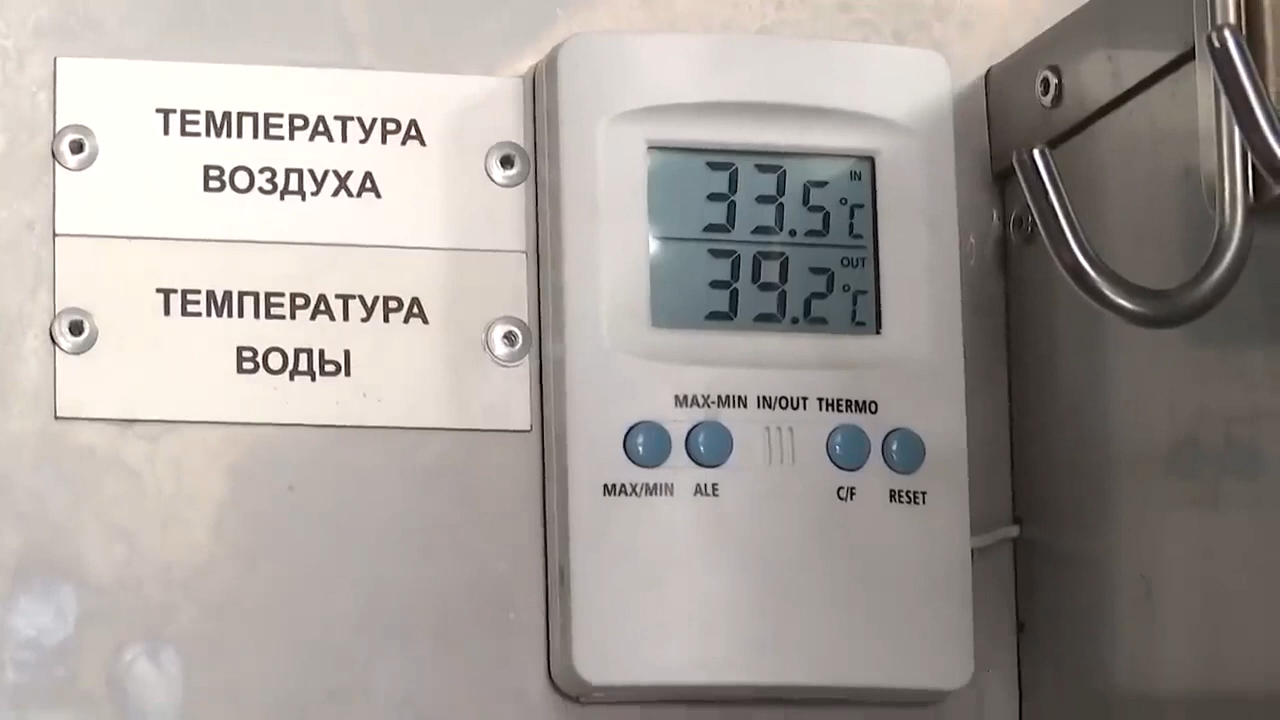 ТЕМПЕРАТУРА
ВОЗДУХА
ТЕМПЕРАТУРА
ВОДЫ
IN
33.5 °C
OUT
39.2 °C
MAX-MIN IN/OUT THERMO
MAX/MIN ALE C/F RESET